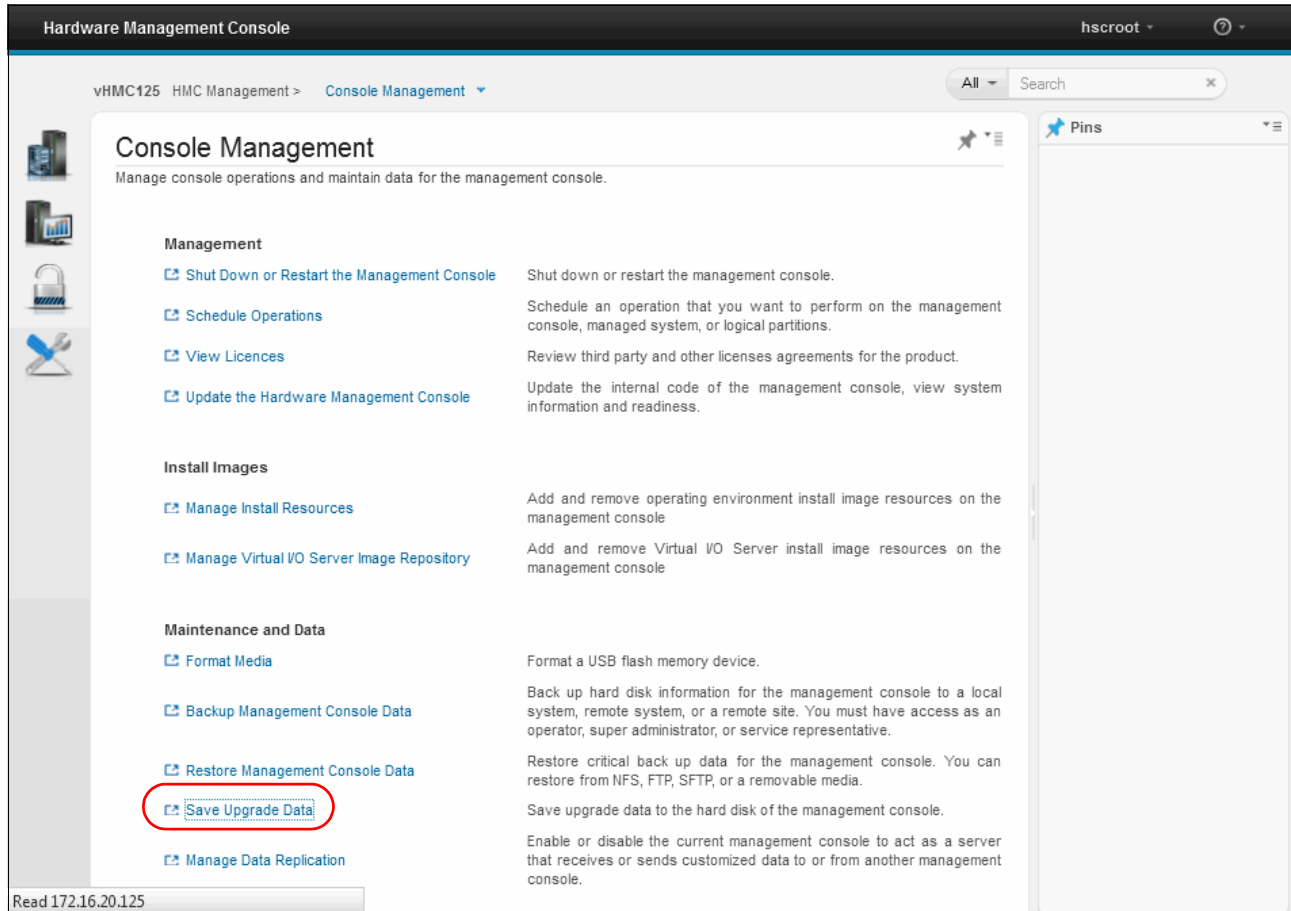 Hardware Management Console
hscroot
vHMC125 HMC Management > Console Management
All
Search
Pins
Console Management
Manage console operations and maintain data for the management console.
Management
Shut Down or Restart the Management Console
Shut down or restart the management console.
Schedule Operations
Schedule an operation that you want to perform on the management
console, managed system, or logical partitions.
View Licences
Review third party and other licenses agreements for the product.
Update the Hardware Management Console
Update the internal code of the management console, view system
information and readiness.
Install Images
Manage Install Resources
Add and remove operating environment install image resources on the
management console
Manage Virtual I/O Server Image Repository
Add and remove Virtual I/O Server install image resources on the
management console
Maintenance and Data
Format Media
Format a USB flash memory device.
Backup Management Console Data
Back up hard disk information for the management console to a local
system, remote system, or a remote site. You must have access as an
operator, super administrator, or service representative.
Restore Management Console Data
Restore critical back up data for the management console. You can
restore from NFS, FTP, SFTP, or a removable media.
Save Upgrade Data
Save upgrade data to the hard disk of the management console.
Manage Data Replication
Enable or disable the current management console to act as a server
that receives or sends customized data to or from another management
console.
Read 172.16.20.125